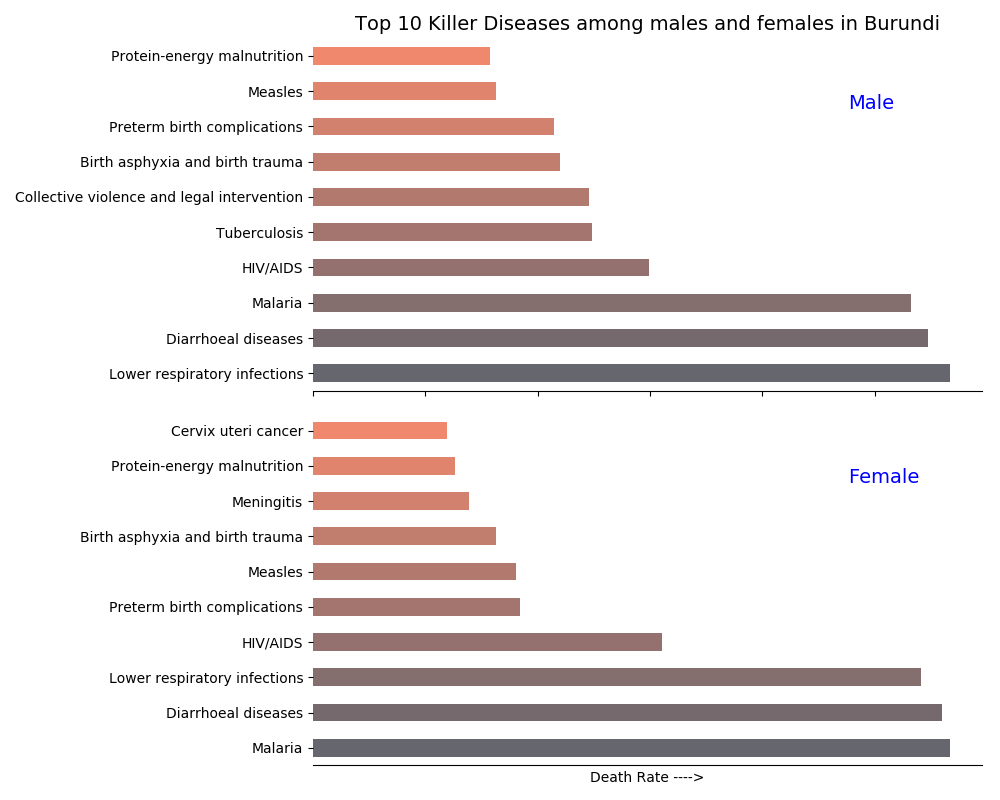 Top 10 Killer Diseases among males and females in Burundi
Protein-energy malnutrition
Measles
Male
Preterm birth complications
Birth asphyxia and birth trauma
Collective violence and legal intervention
Tuberculosis
HIV/AIDS
Malaria
Diarrhoeal diseases
Lower respiratory infections
Cervix uteri cancer
Protein-energy malnutrition
Female
Meningitis
Birth asphyxia and birth trauma
Measles
Preterm birth complications
HIV/AIDS
Lower respiratory infections
Diarrhoeal diseases
Malaria
Death Rate ---->